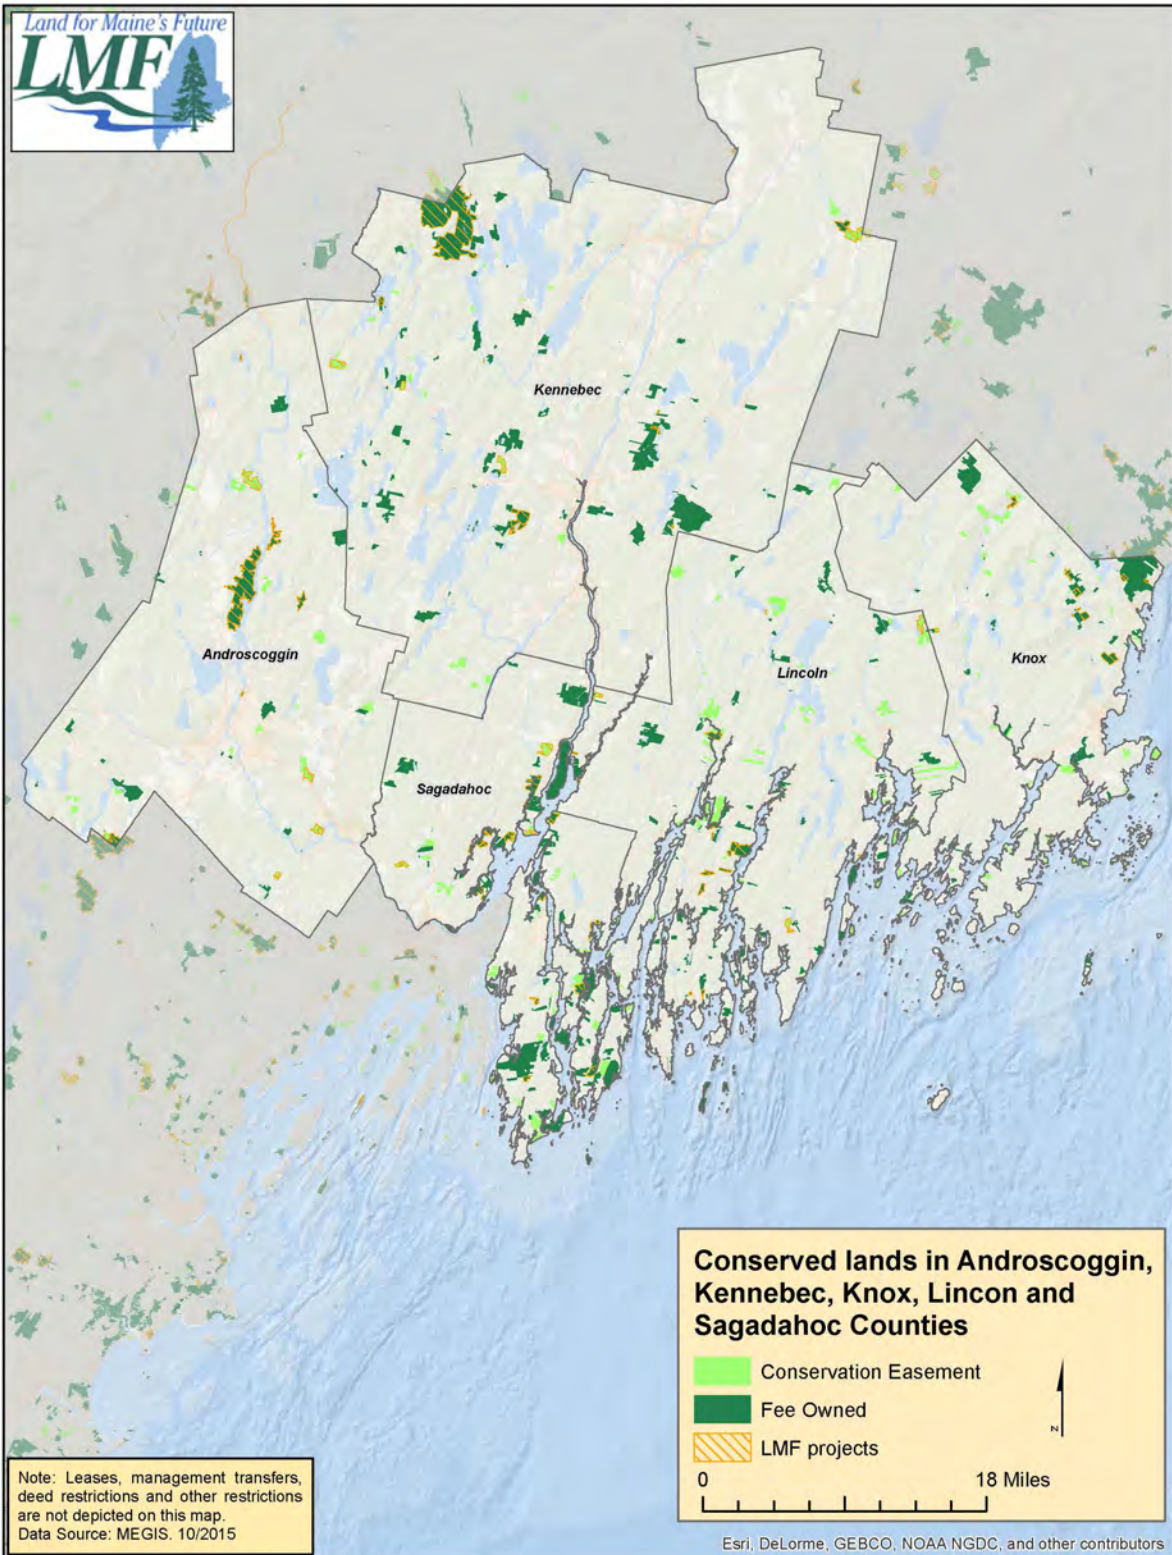 Land for Maine's Future
LMF
Kennebec
Androscoggin
Knox
Lincoln
Sagadahoc
Conserved lands in Androscoggin,
Kennebec, Knox, Lincon and
Sagadahoc Counties
Conservation Easement
Fee Owned
LMF projects
N
0 18 Miles
Note: Leases, management transfers,
deed restrictions and other restrictions
are not depicted on this map.
Data Source: MEGIS. 10/2015
Esri, DeLorme, GEBCO, NOAA NGDC, and other contributors